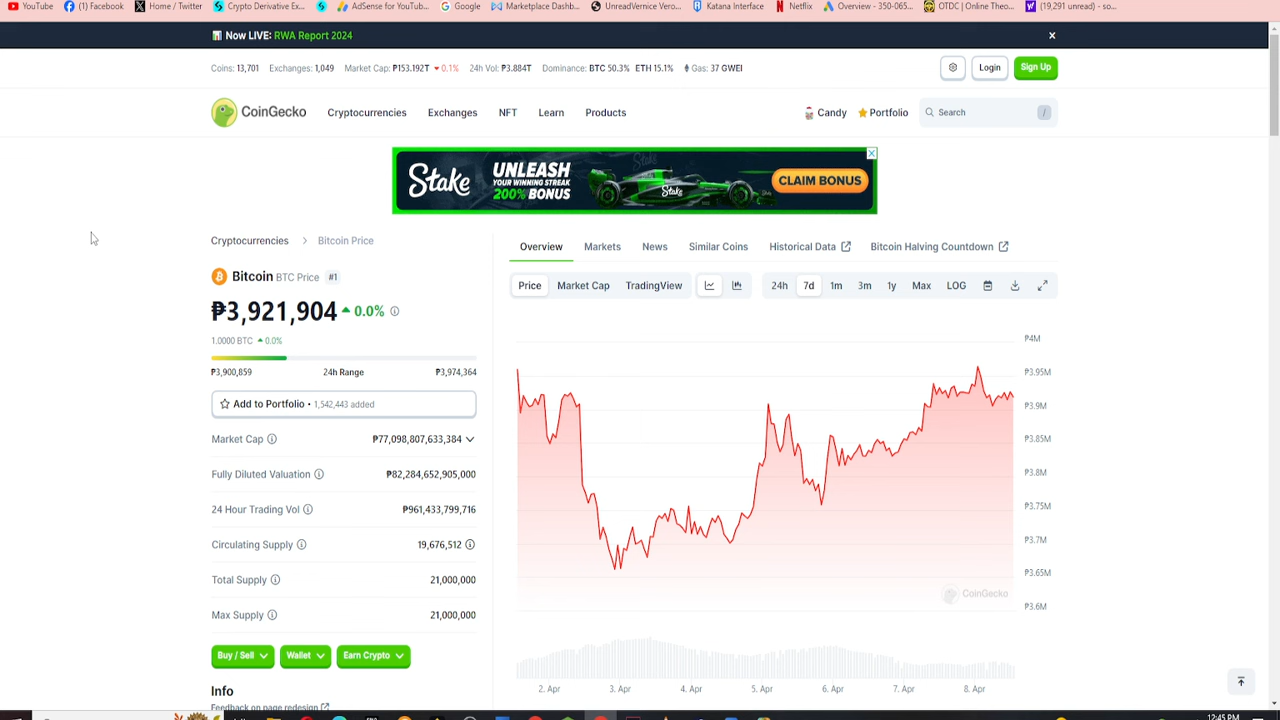 YouTube (1) Facebook Home / Twitter Crypto Derivative Ex... AdSense for YouTub... Google Marketplace Dashb... UnreadVernice Vero... Katana Interface Netflix Overview - 350-065... OTDC | Online Theo... (19,291 unread) - so...
Now LIVE: RWA Report 2024
Coins: 13,701 Exchanges: 1,049 Market Cap: ₱153.192T 0.1% 24h Vol: ₱3.884T Dominance: BTC 50.3% ETH 15.1% Gas: 37 GWEI
Login Sign Up
CoinGecko Cryptocurrencies Exchanges NFT Learn Products Candy Portfolio Search /
Stake UNLEASH YOUR WINNING STREAK 200% BONUS Stake CLAIM BONUS
Cryptocurrencies > Bitcoin Price
Overview Markets News Similar Coins Historical Data Bitcoin Halving Countdown
Bitcoin BTC Price #1
Price Market Cap TradingView 24h 7d 1m 3m 1y Max LOG
₱3,921,904 0.0%
1.0000 BTC 0.0%
₱3,900,859 24h Range ₱3,974,364
Add to Portfolio • 1,542,443 added
Market Cap ₱77,098,807,633,384
Fully Diluted Valuation ₱82,284,652,905,000
24 Hour Trading Vol ₱961,433,799,716
Circulating Supply 19,676,512
Total Supply 21,000,000
Max Supply 21,000,000
Buy / Sell Wallet Earn Crypto
Info
Feedback on page redesign
₱4M
₱3.95M
₱3.9M
₱3.85M
₱3.8M
₱3.75M
₱3.7M
₱3.65M
₱3.6M
CoinGecko
2. Apr 3. Apr 4. Apr 5. Apr 6. Apr 7. Apr 8. Apr
12:45 PM